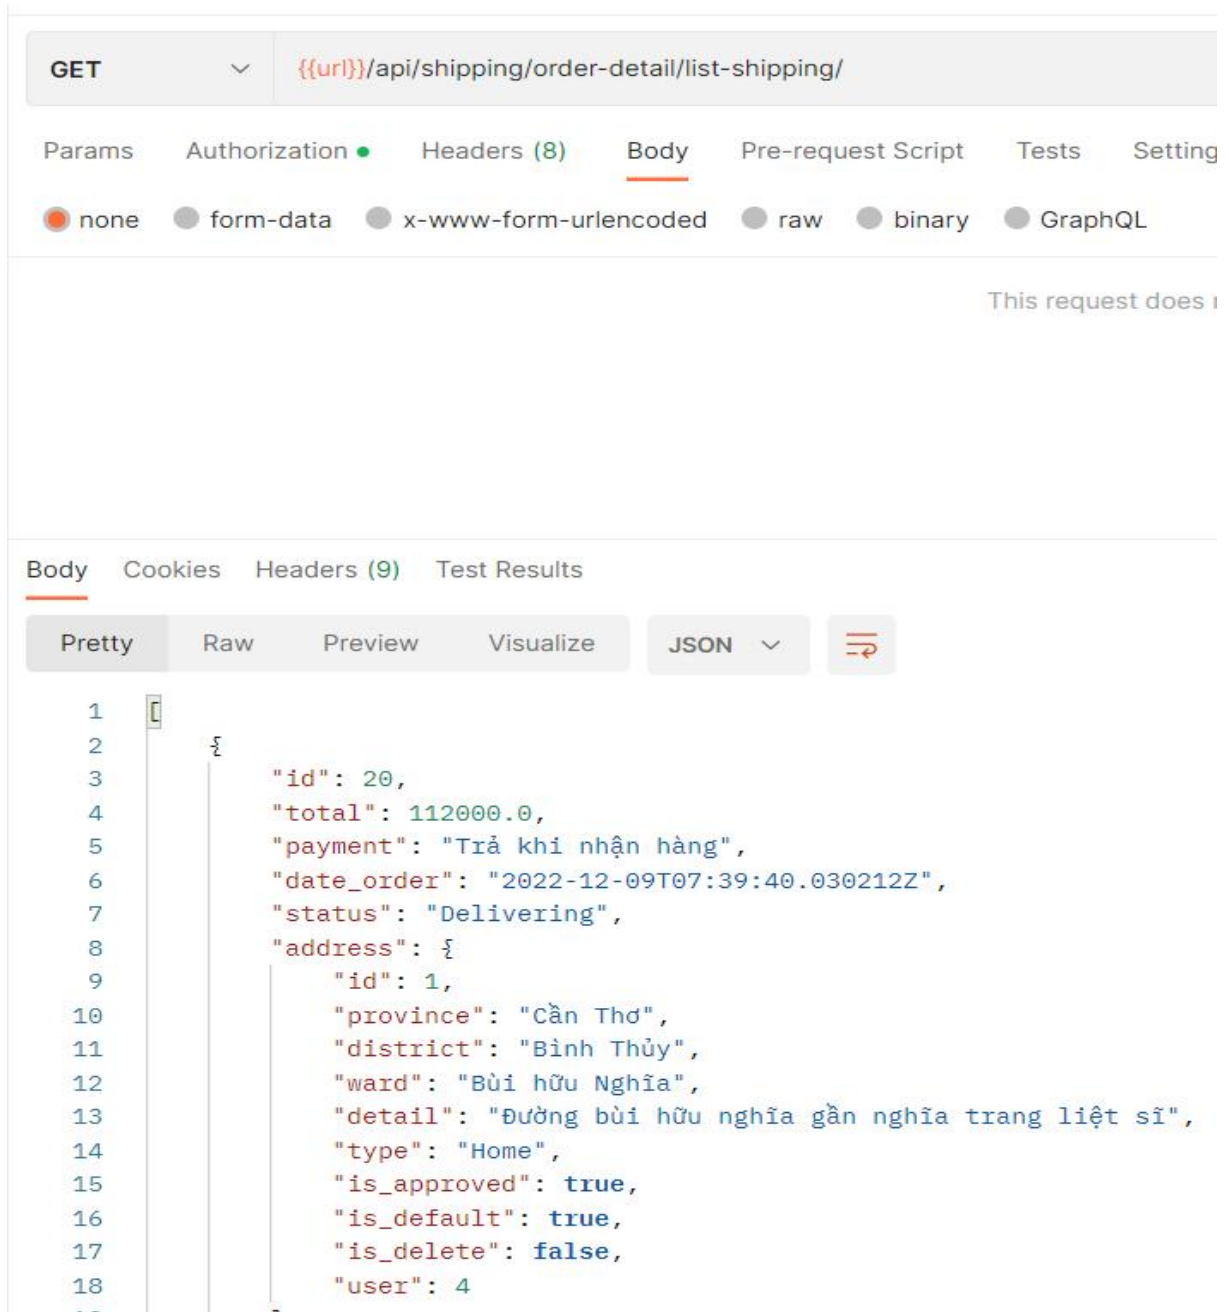 GET {{url}}/api/shipping/order-detail/list-shipping/
Params Authorization Headers (8) Body Pre-request Script Tests Setting
none form-data x-www-form-urlencoded raw binary GraphQL
This request does
Body Cookies Headers (9) Test Results
Pretty Raw Preview Visualize JSON
1 [
2 {
3 "id": 20,
4 "total": 112000.0,
5 "payment": "Trả khi nhận hàng",
6 "date_order": "2022-12-09T07:39:40.030212Z",
7 "status": "Delivering",
8 "address": {
9 "id": 1,
10 "province": "Cần Thơ",
11 "district": "Bình Thủy",
12 "ward": "Bùi hữu Nghĩa",
13 "detail": "Đường bùi hữu nghĩa gần nghĩa trang liệt sĩ",
14 "type": "Home",
15 "is_approved": true,
16 "is_default": true,
17 "is_delete": false,
18 "user": 4